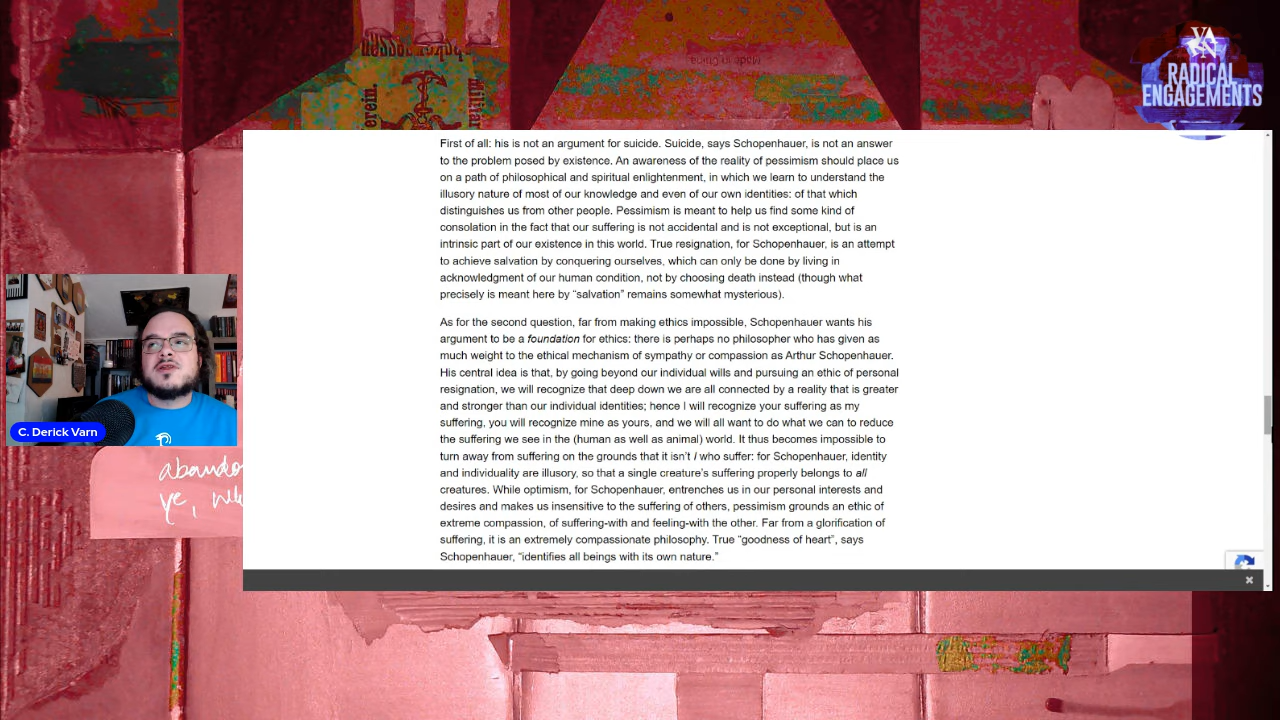 VARN
RADICAL
ENGAGEMENTS
Made in China
erein.
Militär
First of all: his is not an argument for suicide. Suicide, says Schopenhauer, is not an answer
to the problem posed by existence. An awareness of the reality of pessimism should place us
on a path of philosophical and spiritual enlightenment, in which we learn to understand the
illusory nature of most of our knowledge and even of our own identities: of that which
distinguishes us from other people. Pessimism is meant to help us find some kind of
consolation in the fact that our suffering is not accidental and is not exceptional, but is an
intrinsic part of our existence in this world. True resignation, for Schopenhauer, is an attempt
to achieve salvation by conquering ourselves, which can only be done by living in
acknowledgment of our human condition, not by choosing death instead (though what
precisely is meant here by “salvation” remains somewhat mysterious).
As for the second question, far from making ethics impossible, Schopenhauer wants his
argument to be a foundation for ethics: there is perhaps no philosopher who has given as
much weight to the ethical mechanism of sympathy or compassion as Arthur Schopenhauer.
His central idea is that, by going beyond our individual wills and pursuing an ethic of personal
resignation, we will recognize that deep down we are all connected by a reality that is greater
and stronger than our individual identities; hence I will recognize your suffering as my
suffering, you will recognize mine as yours, and we will all want to do what we can to reduce
the suffering we see in the (human as well as animal) world. It thus becomes impossible to
turn away from suffering on the grounds that it isn’t I who suffer: for Schopenhauer, identity
and individuality are illusory, so that a single creature’s suffering properly belongs to all
creatures. While optimism, for Schopenhauer, entrenches us in our personal interests and
desires and makes us insensitive to the suffering of others, pessimism grounds an ethic of
extreme compassion, of suffering-with and feeling-with the other. Far from a glorification of
suffering, it is an extremely compassionate philosophy. True “goodness of heart”, says
Schopenhauer, “identifies all beings with its own nature.”
C. Derick Varn
abando
ye,